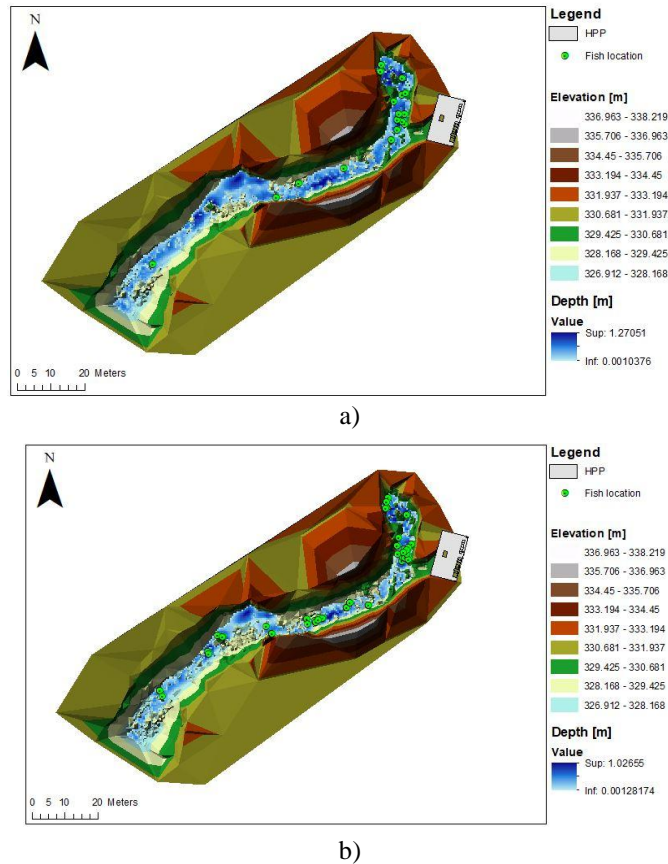 N
Legend
HPP
Fish location
Elevation [m]
336.963 - 338.219
335.706 - 336.963
334.45 - 335.706
333.194 - 334.45
331.937 - 333.194
330.681 - 331.937
329.425 - 330.681
328.168 - 329.425
326.912 - 328.168
Depth [m]
Value
Sup: 1.27051
Inf: 0.0010376
0 5 10 20 Meters
a)
N
Legend
HPP
Fish location
Elevation [m]
336.963 - 338.219
335.706 - 336.963
334.45 - 335.706
333.194 - 334.45
331.937 - 333.194
330.681 - 331.937
329.425 - 330.681
328.168 - 329.425
326.912 - 328.168
Depth [m]
Value
Sup: 1.02655
Inf: 0.00128174
0 5 10 20 Meters
b)